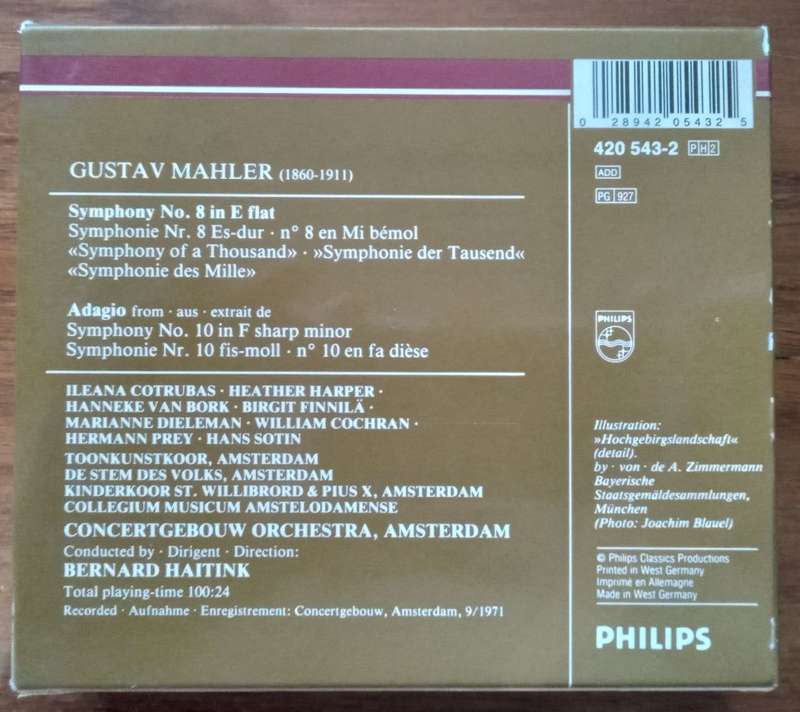 GUSTAV MAHLER (1860-1911)
Symphony No. 8 in E flat
Symphonie Nr. 8 Es-dur · n° 8 en Mi bémol
«Symphony of a Thousand» · »Symphonie der Tausend«
«Symphonie des Mille»
Adagio from · aus · extrait de
Symphony No. 10 in F sharp minor
Symphonie Nr. 10 fis-moll · n° 10 en fa dièse
ILEANA COTRUBAS · HEATHER HARPER ·
HANNEKE VAN BORK · BIRGIT FINNILÄ ·
MARIANNE DIELEMAN · WILLIAM COCHRAN ·
HERMANN PREY · HANS SOTIN
TOONKUNSTKOOR, AMSTERDAM
DE STEM DES VOLKS, AMSTERDAM
KINDERKOOR ST. WILLIBRORD & PIUS X, AMSTERDAM
COLLEGIUM MUSICUM AMSTELODAMENSE
CONCERTGEBOUW ORCHESTRA, AMSTERDAM
Conducted by · Dirigent · Direction:
BERNARD HAITINK
Total playing-time 100:24
Recorded · Aufnahme · Enregistrement: Concertgebouw, Amsterdam, 9/1971
0 28942 05432 5
420 543-2 PH2
ADD
PG 927
PHILIPS
Illustration:
»Hochgebirgslandschaft«
(detail).
by · von · de A. Zimmermann
Bayerische
Staatsgemäldesammlungen,
München
(Photo: Joachim Blauel)
© Philips Classics Productions
Printed in West Germany
Imprimé en Allemagne
Made in West Germany
PHILIPS